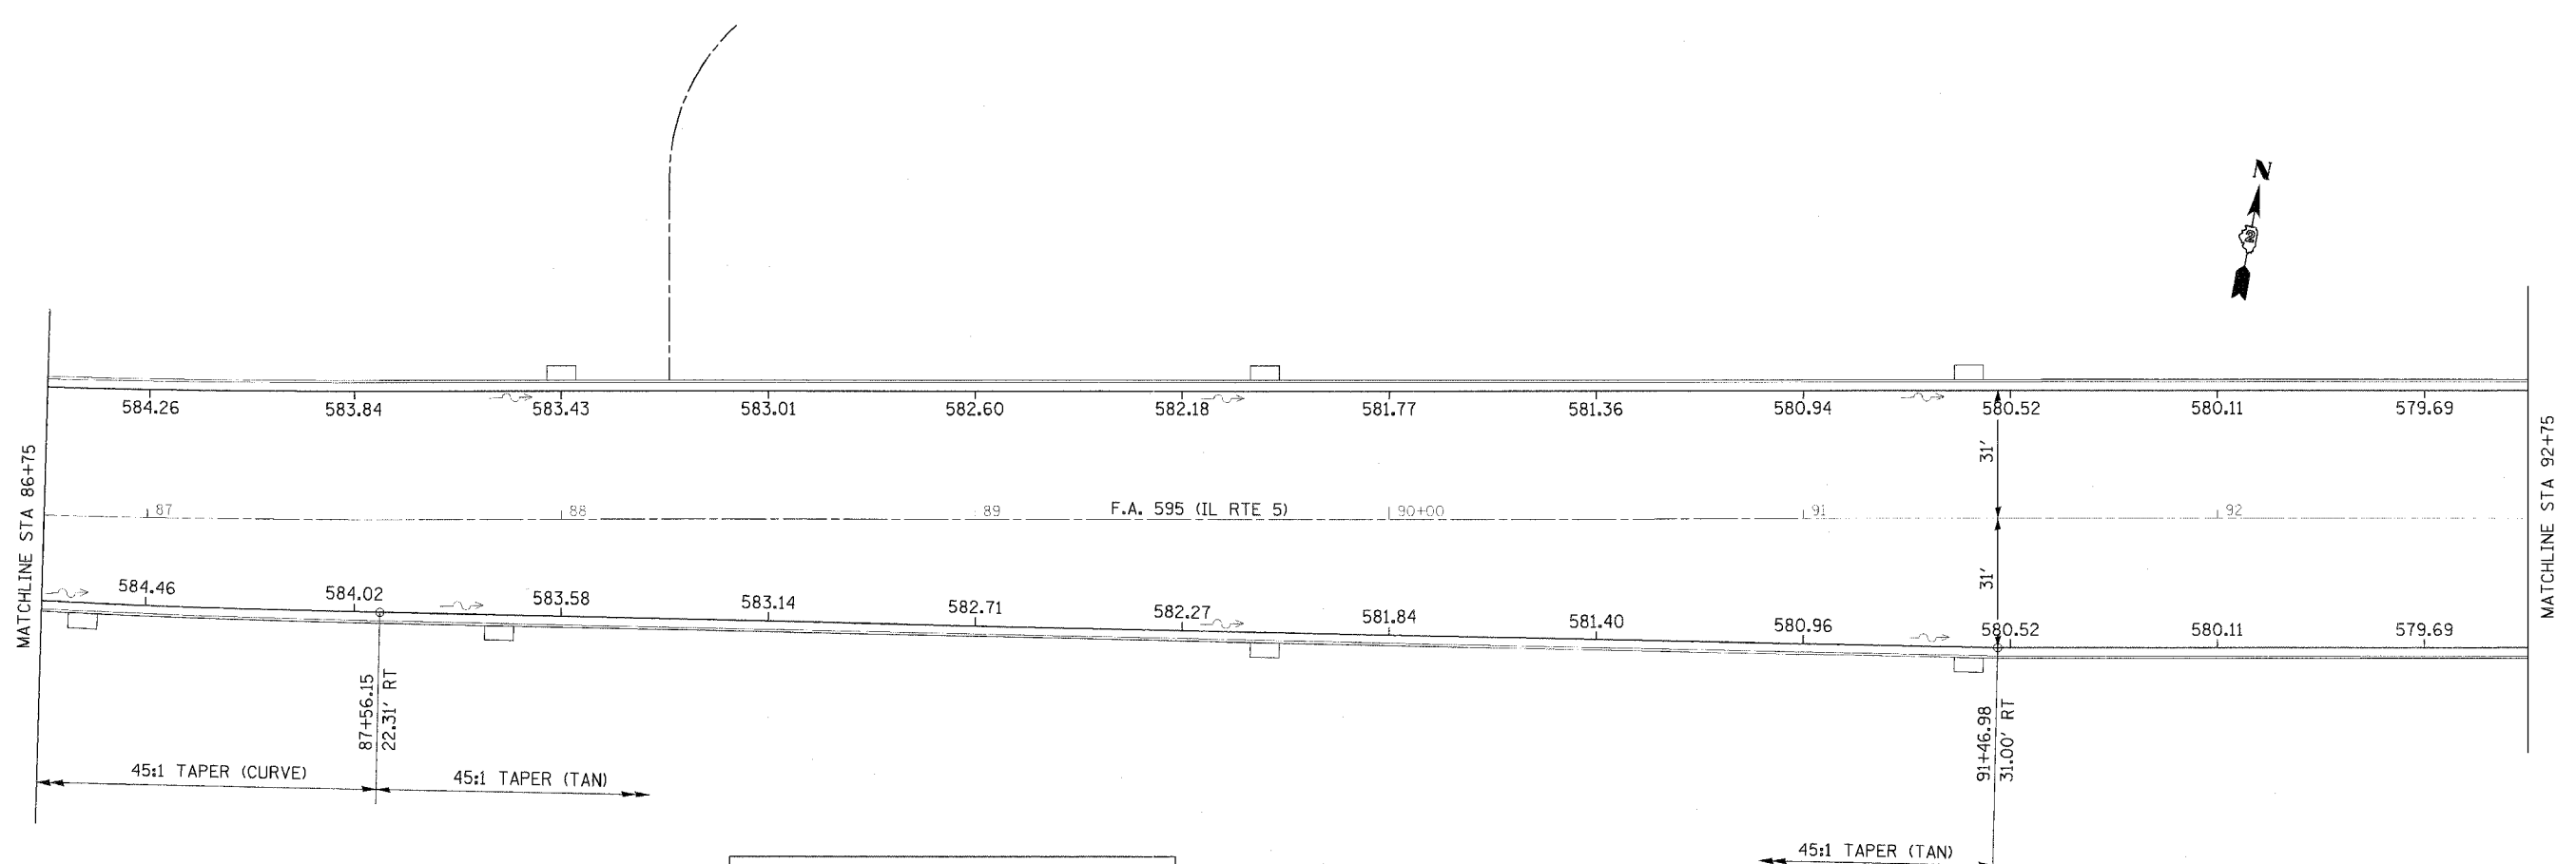 N
584.26 583.84 583.43 583.01 582.60 582.18 581.77 581.36 580.94 580.52 580.11 579.69
MATCHLINE STA 86+75
MATCHLINE STA 92+75
31'
87 88 89 F.A. 595 (IL RTE 5) 90+00 91 92
31'
584.46 584.02 583.58 583.14 582.71 582.27 581.84 581.40 580.96 580.52 580.11 579.69
87+56.15
22.31' RT
91+46.98
31.00' RT
45:1 TAPER (CURVE) 45:1 TAPER (TAN)
45:1 TAPER (TAN)